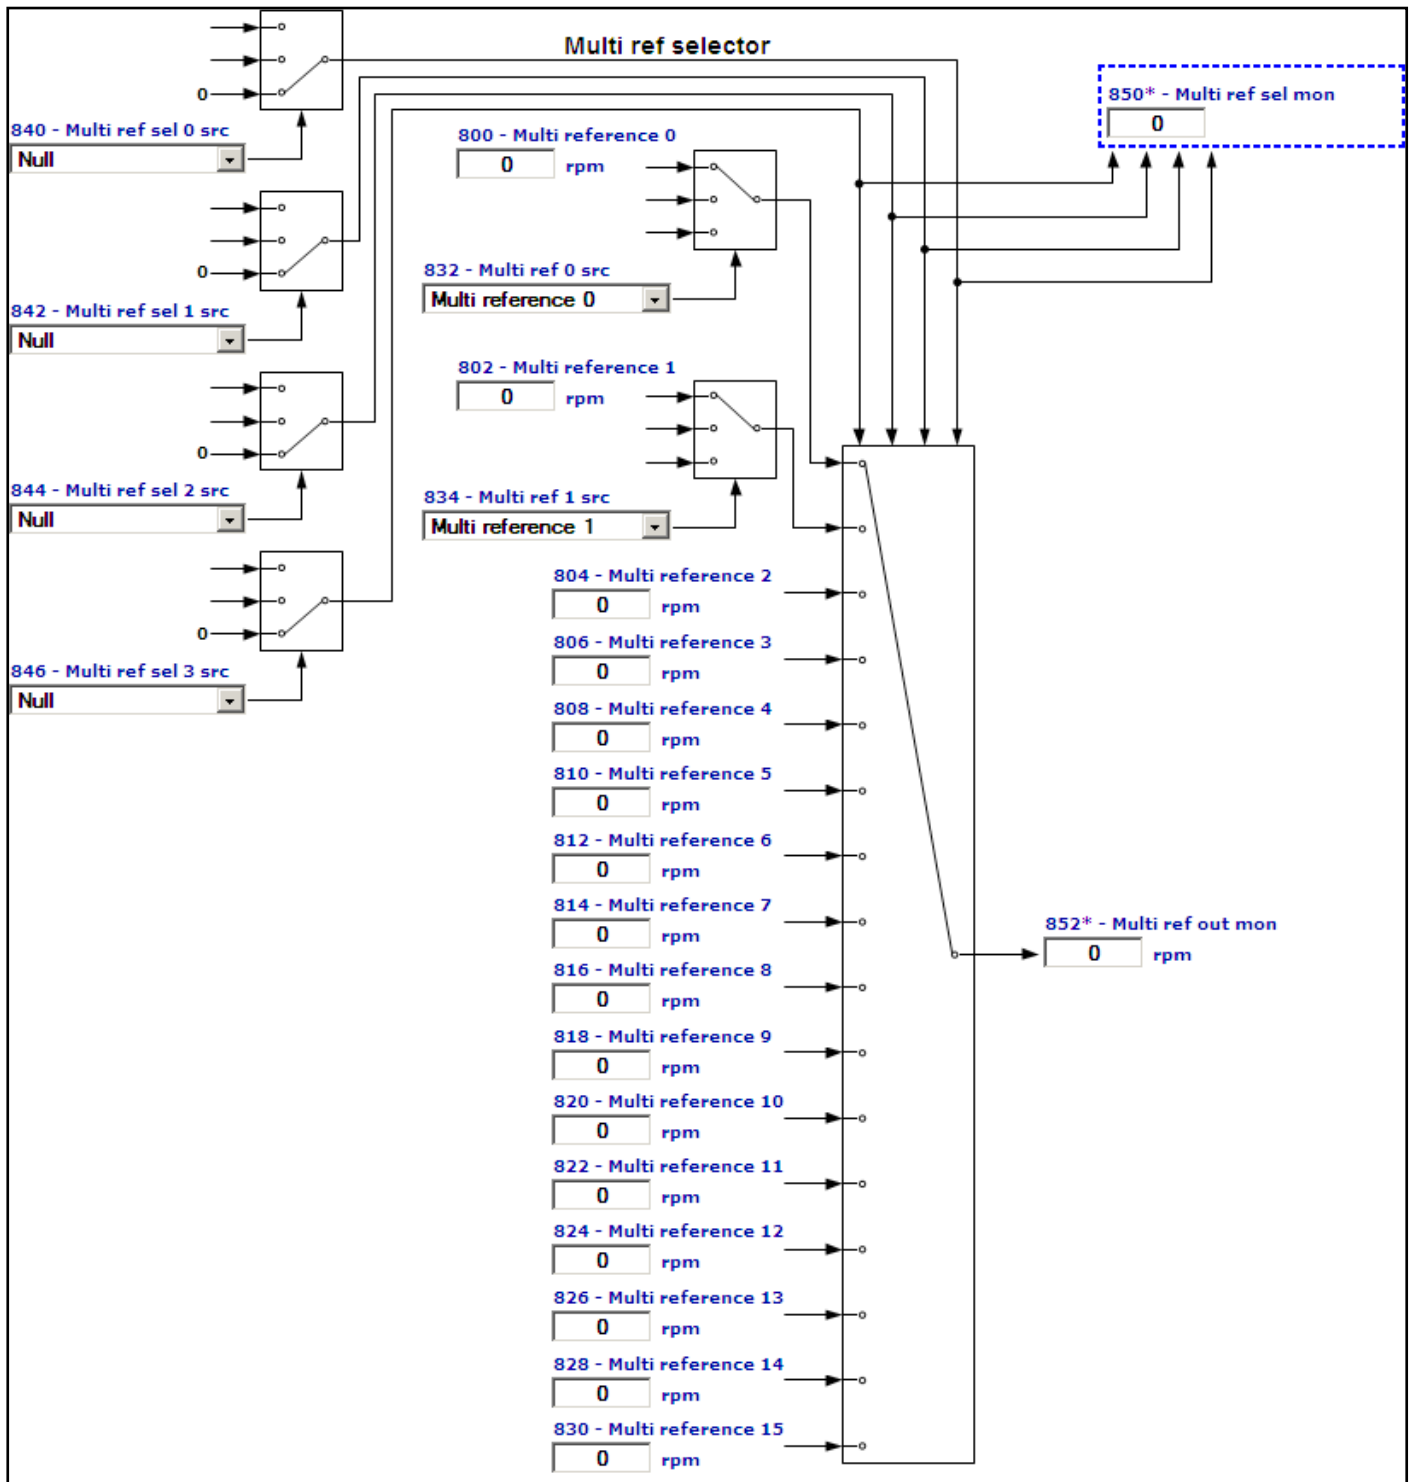 Multi ref selector
0
840 - Multi ref sel 0 src
Null
0
842 - Multi ref sel 1 src
Null
0
844 - Multi ref sel 2 src
Null
0
846 - Multi ref sel 3 src
Null
800 - Multi reference 0
0 rpm
832 - Multi ref 0 src
Multi reference 0
802 - Multi reference 1
0 rpm
834 - Multi ref 1 src
Multi reference 1
804 - Multi reference 2
0 rpm
806 - Multi reference 3
0 rpm
808 - Multi reference 4
0 rpm
810 - Multi reference 5
0 rpm
812 - Multi reference 6
0 rpm
814 - Multi reference 7
0 rpm
816 - Multi reference 8
0 rpm
818 - Multi reference 9
0 rpm
820 - Multi reference 10
0 rpm
822 - Multi reference 11
0 rpm
824 - Multi reference 12
0 rpm
826 - Multi reference 13
0 rpm
828 - Multi reference 14
0 rpm
830 - Multi reference 15
0 rpm
850* - Multi ref sel mon
0
852* - Multi ref out mon
0 rpm